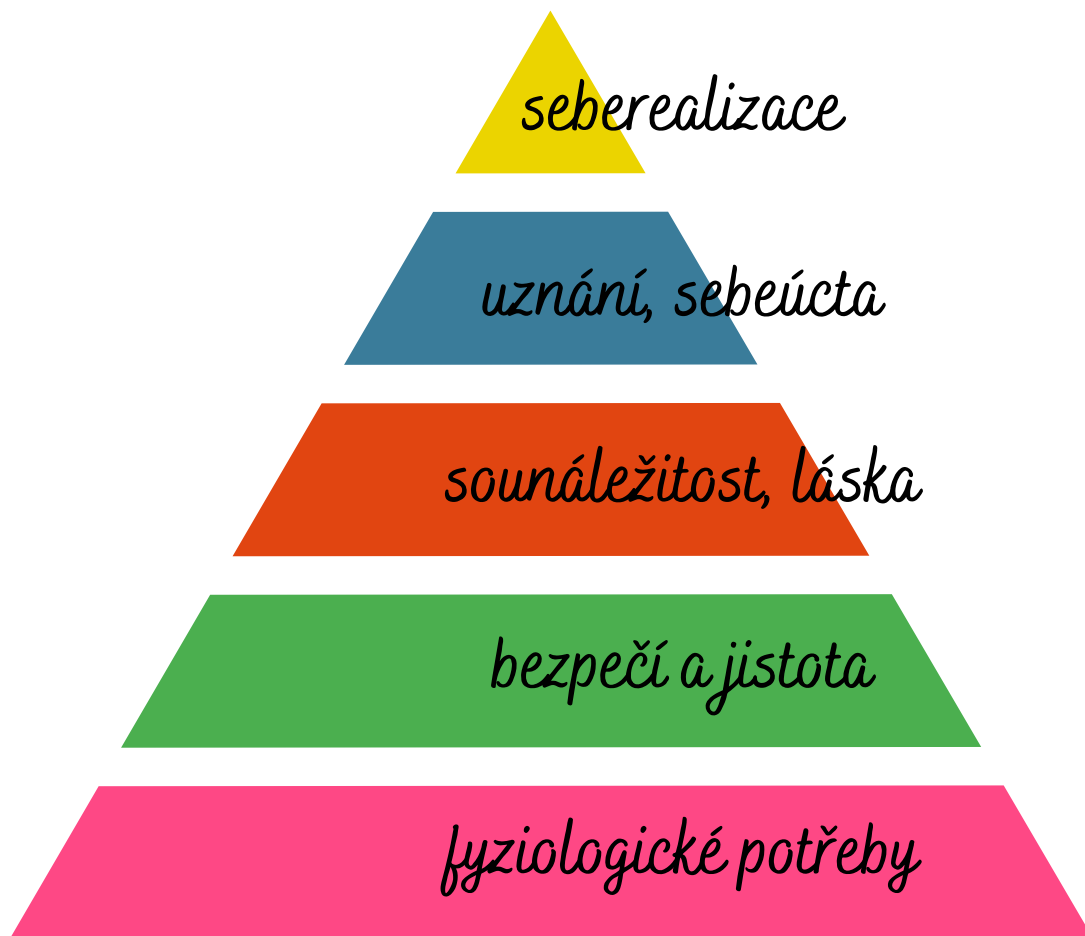 seberealizace
uznání, sebeúcta
sounáležitost, láska
bezpečí a jistota
fyziologické potřeby